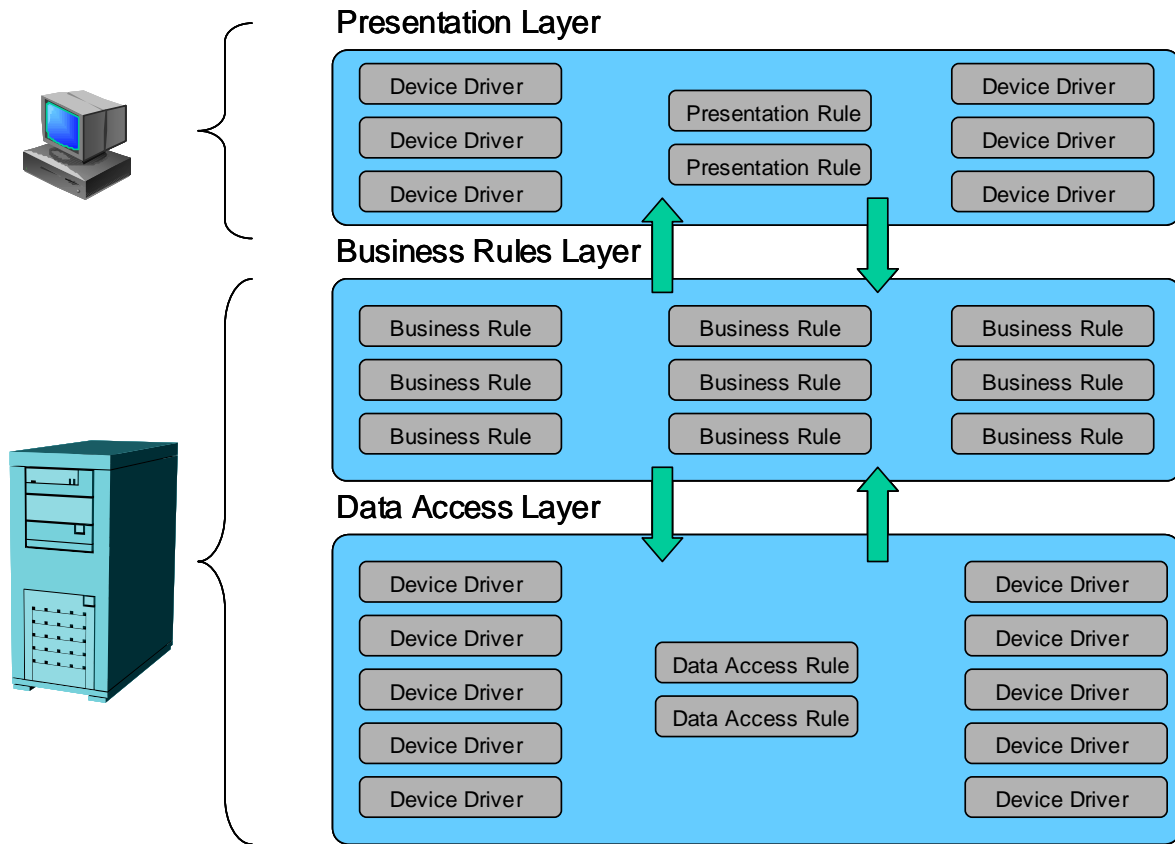 Presentation Layer
Device Driver
Device Driver
Device Driver
Presentation Rule
Presentation Rule
Device Driver
Device Driver
Device Driver
Business Rules Layer
Business Rule
Business Rule
Business Rule
Business Rule
Business Rule
Business Rule
Business Rule
Business Rule
Business Rule
Data Access Layer
Device Driver
Device Driver
Device Driver
Device Driver
Device Driver
Data Access Rule
Data Access Rule
Device Driver
Device Driver
Device Driver
Device Driver
Device Driver